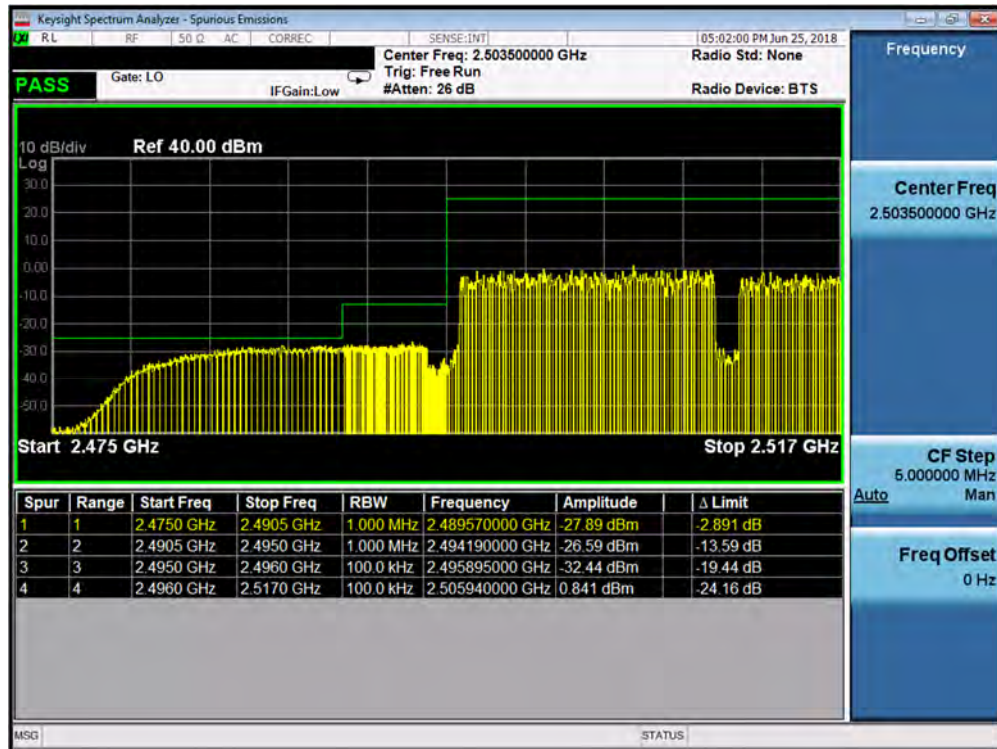 Keysight Spectrum Analyzer - Spurious Emissions
LXI RL RF 50 Ω AC CORREC SENSE:INT 05:02:00 PM Jun 25, 2018
Center Freq: 2.503500000 GHz Radio Std: None
PASS Gate: LO Trig: Free Run
IFGain:Low #Atten: 26 dB Radio Device: BTS
10 dB/div Ref 40.00 dBm
Log
30.0
20.0
10.0
0.00
-10.0
-20.0
-30.0
-40.0
-50.0
Start 2.475 GHz Stop 2.517 GHz
Spur Range Start Freq Stop Freq RBW Frequency Amplitude Δ Limit
1 1 2.4750 GHz 2.4905 GHz 1.000 MHz 2.489570000 GHz -27.89 dBm -2.891 dB
2 2 2.4905 GHz 2.4950 GHz 1.000 MHz 2.494190000 GHz -26.59 dBm -13.59 dB
3 3 2.4950 GHz 2.4960 GHz 100.0 kHz 2.495895000 GHz -32.44 dBm -19.44 dB
4 4 2.4960 GHz 2.5170 GHz 100.0 kHz 2.505940000 GHz 0.841 dBm -24.16 dB
MSG STATUS
Frequency
Center Freq
2.503500000 GHz
CF Step
5.000000 MHz
Auto Man
Freq Offset
0 Hz